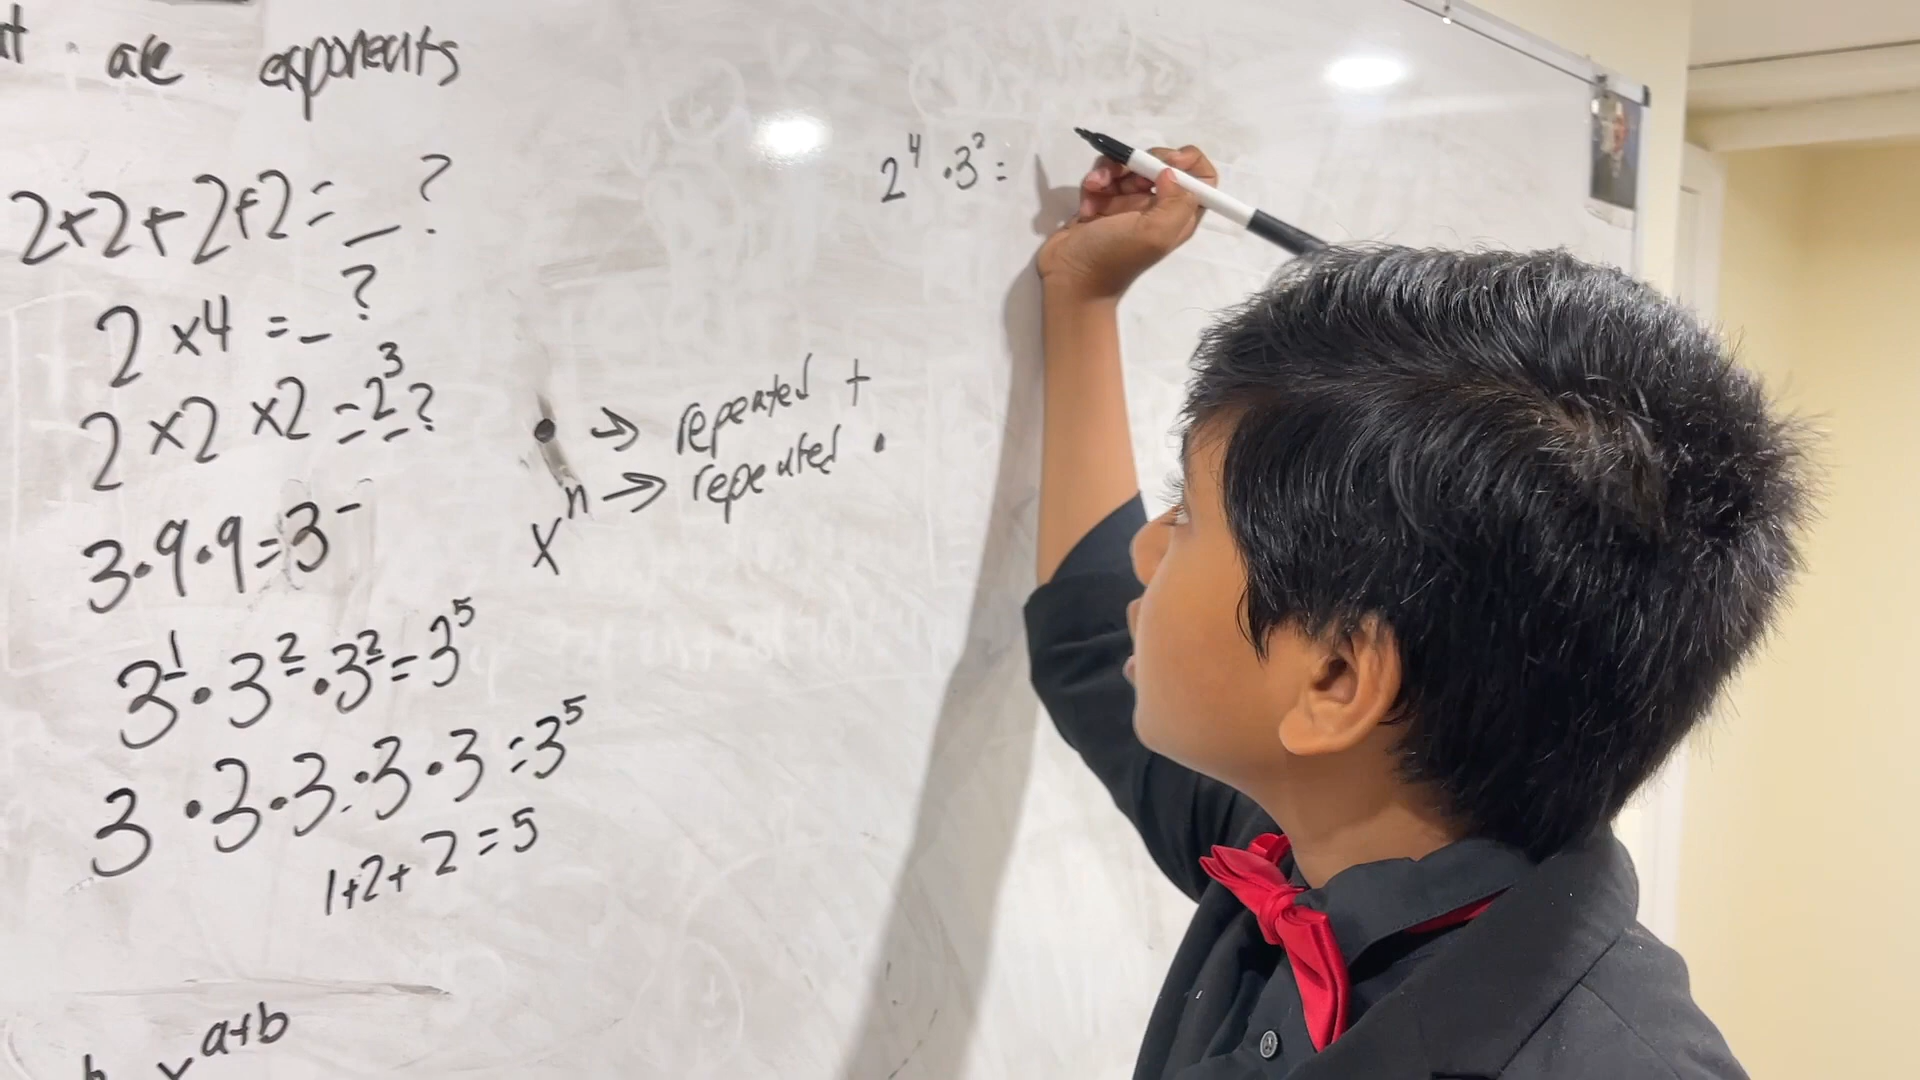 are exponents
2+2+2+2=_?
2×4=_?
2×2×2=2³?
3·9·9=3⁻
3¹·3²·3²=3⁵
3·3·3·3·3=3⁵
1+2+2=5
x^(a+b)
· → repeated +
xⁿ → repeated ·
2⁴·3²=